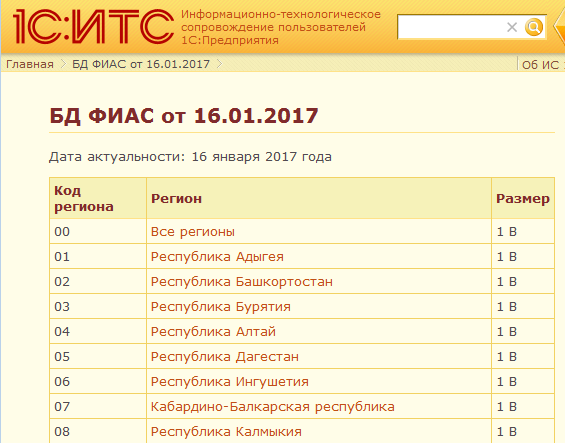 1С:ИТС
Информационно-технологическое
сопровождение пользователей
1С:Предприятия
Главная БД ФИАС от 16.01.2017
Об ИС
БД ФИАС от 16.01.2017
Дата актуальности: 16 января 2017 года
Код региона Регион Размер
00 Все регионы 1 B
01 Республика Адыгея 1 B
02 Республика Башкортостан 1 B
03 Республика Бурятия 1 B
04 Республика Алтай 1 B
05 Республика Дагестан 1 B
06 Республика Ингушетия 1 B
07 Кабардино-Балкарская республика 1 B
08 Республика Калмыкия 1 B